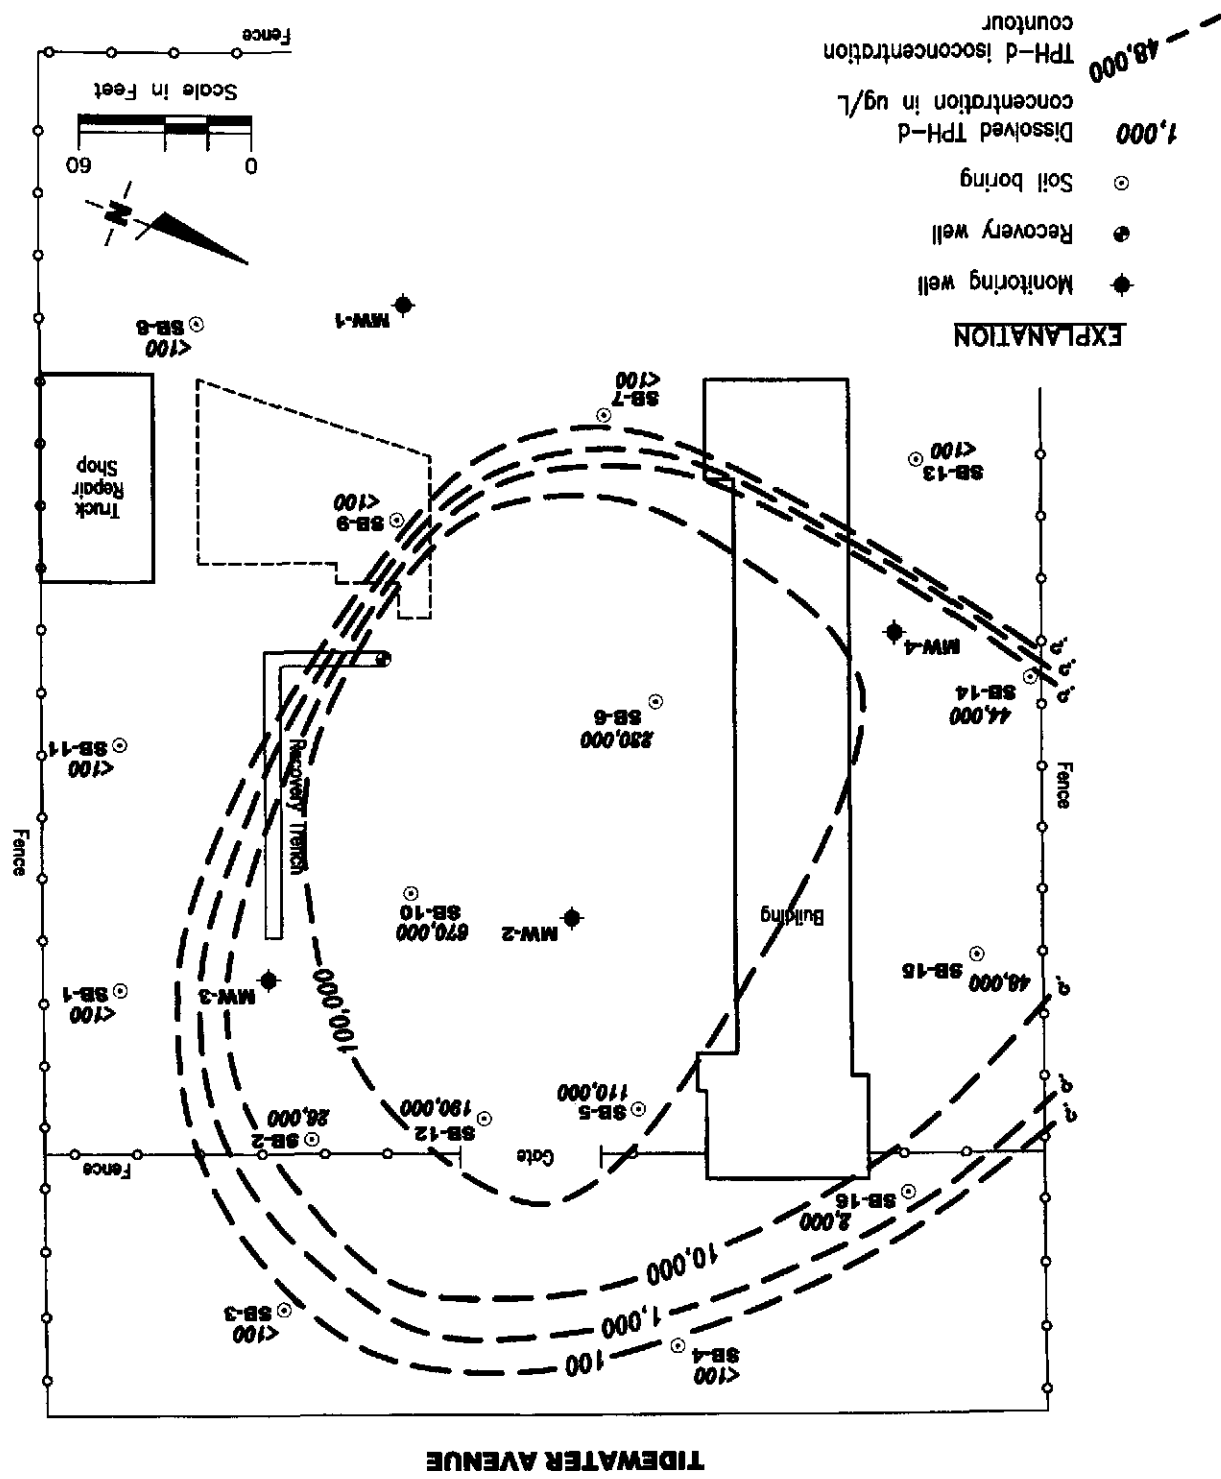 TIDEWATER AVENUE
<100
SB-4
100
<100
SB-3
1,000
10,000
2,000
SB-16
Gate
Fence
SB-5
110,000
SB-12
190,000
SB-2
26,000
?
?
?
48,000
SB-15
100,000
MW-3
<100
SB-1
Building
MW-2
670,000
SB-10
Fence
Fence
Recovery Trench
<100
SB-11
230,000
SB-6
44,000
SB-14
?
?
?
MW-4
SB-9
<100
Truck
Repair
Shop
SB-13
<100
SB-7
<100
<100
SB-8
MW-1
EXPLANATION
Monitoring well
Recovery well
Soil boring
1,000 Dissolved TPH-d
concentration in ug/L
48,000 TPH-d isoconcentration
countour
N
0 60
Scale in Feet
Fence